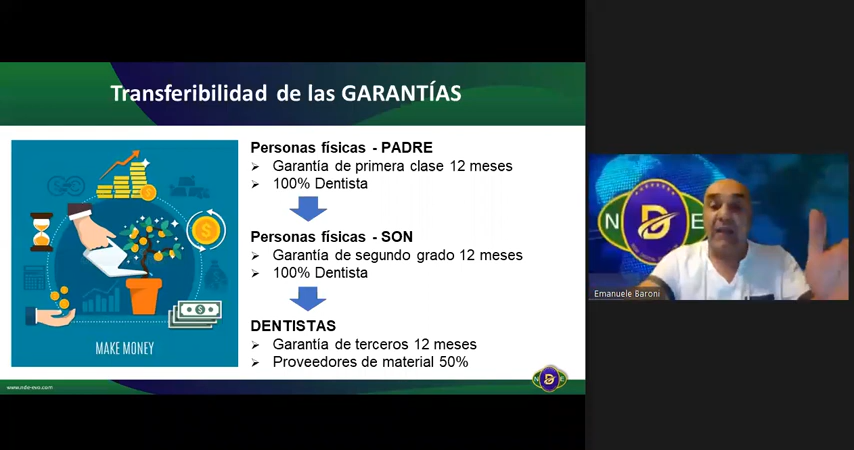 Transferibilidad de las GARANTÍAS
Personas físicas - PADRE
Garantía de primera clase 12 meses
100% Dentista
Personas físicas - SON
Garantía de segundo grado 12 meses
100% Dentista
DENTISTAS
Garantía de terceros 12 meses
Proveedores de material 50%
MAKE MONEY
www.nde-evo.com
N D E
N D E
Emanuele Baroni